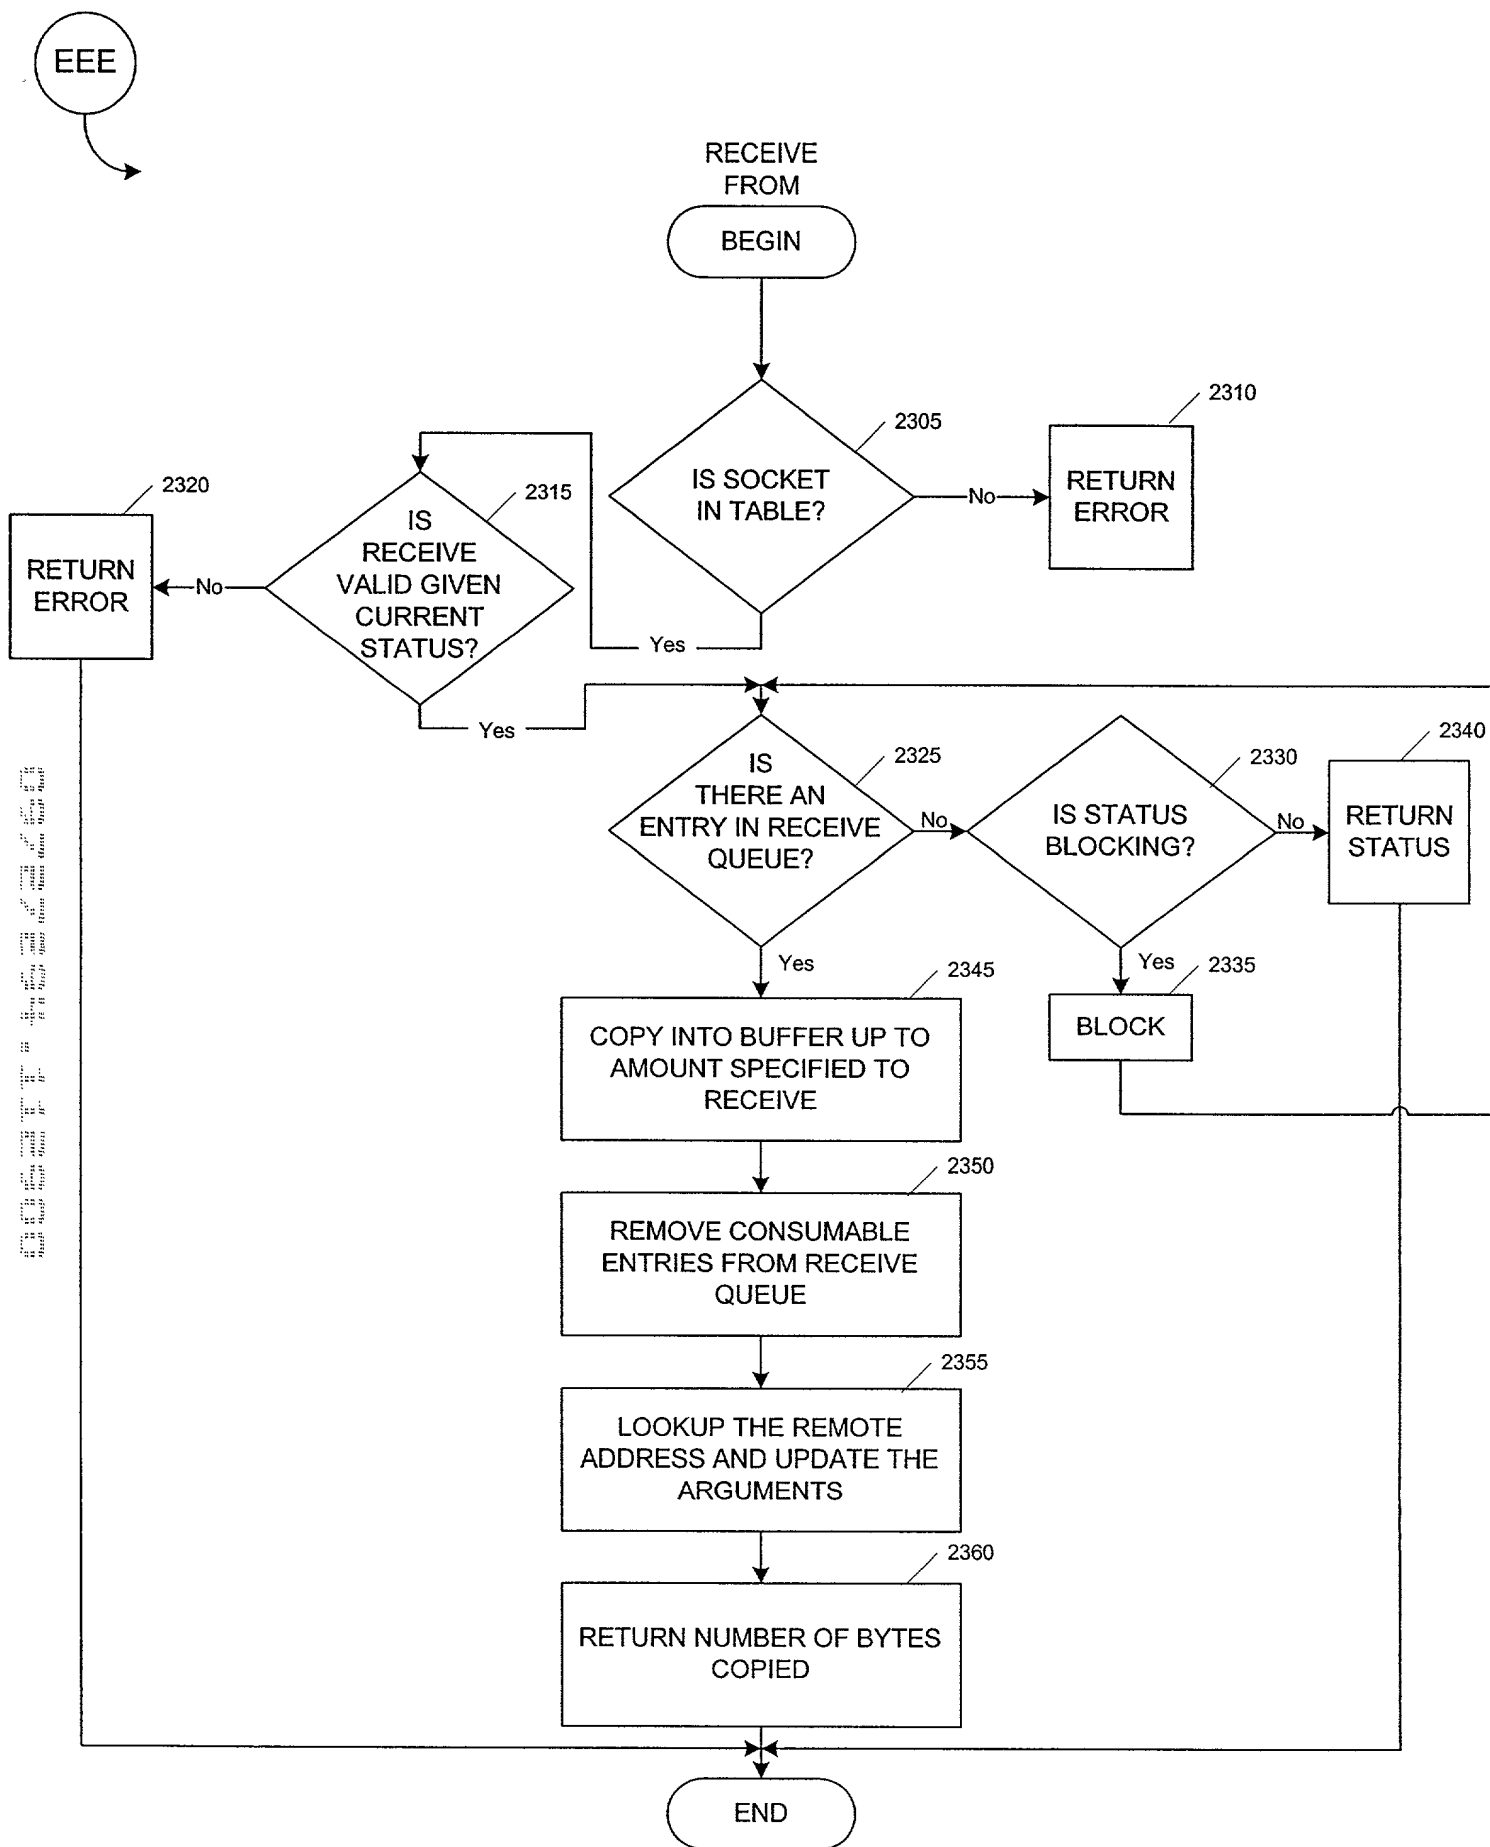 EEE
RECEIVE
FROM
BEGIN
2305
IS SOCKET
IN TABLE?
No
2310
RETURN
ERROR
Yes
2315
IS
RECEIVE
VALID GIVEN
CURRENT
STATUS?
No
2320
RETURN
ERROR
Yes
2325
IS
THERE AN
ENTRY IN RECEIVE
QUEUE?
No
2330
IS STATUS
BLOCKING?
No
2340
RETURN
STATUS
Yes
2335
BLOCK
Yes
2345
COPY INTO BUFFER UP TO
AMOUNT SPECIFIED TO
RECEIVE
2350
REMOVE CONSUMABLE
ENTRIES FROM RECEIVE
QUEUE
2355
LOOKUP THE REMOTE
ADDRESS AND UPDATE THE
ARGUMENTS
2360
RETURN NUMBER OF BYTES
COPIED
END